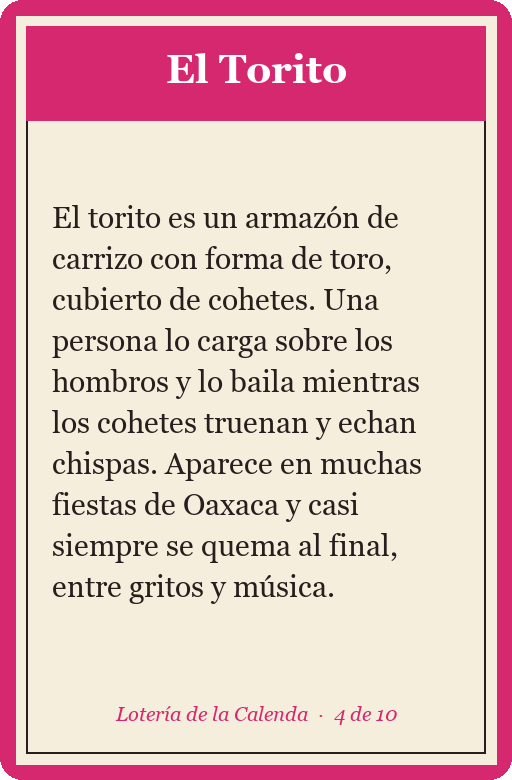 El Torito
El torito es un armazón de
carrizo con forma de toro,
cubierto de cohetes. Una
persona lo carga sobre los
hombros y lo baila mientras
los cohetes truenan y echan
chispas. Aparece en muchas
fiestas de Oaxaca y casi
siempre se quema al final,
entre gritos y música.
Lotería de la Calenda · 4 de 10